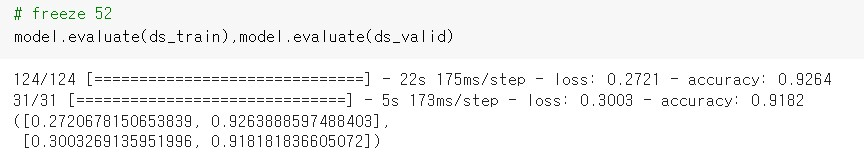 # freeze 52
model.evaluate(ds_train),model.evaluate(ds_valid)
124/124 [==============================] - 22s 175ms/step - loss: 0.2721 - accuracy: 0.9264
31/31 [==============================] - 5s 173ms/step - loss: 0.3003 - accuracy: 0.9182
([0.2720678150653839, 0.9263888597488403],
[0.3003269135951996, 0.918181836605072])